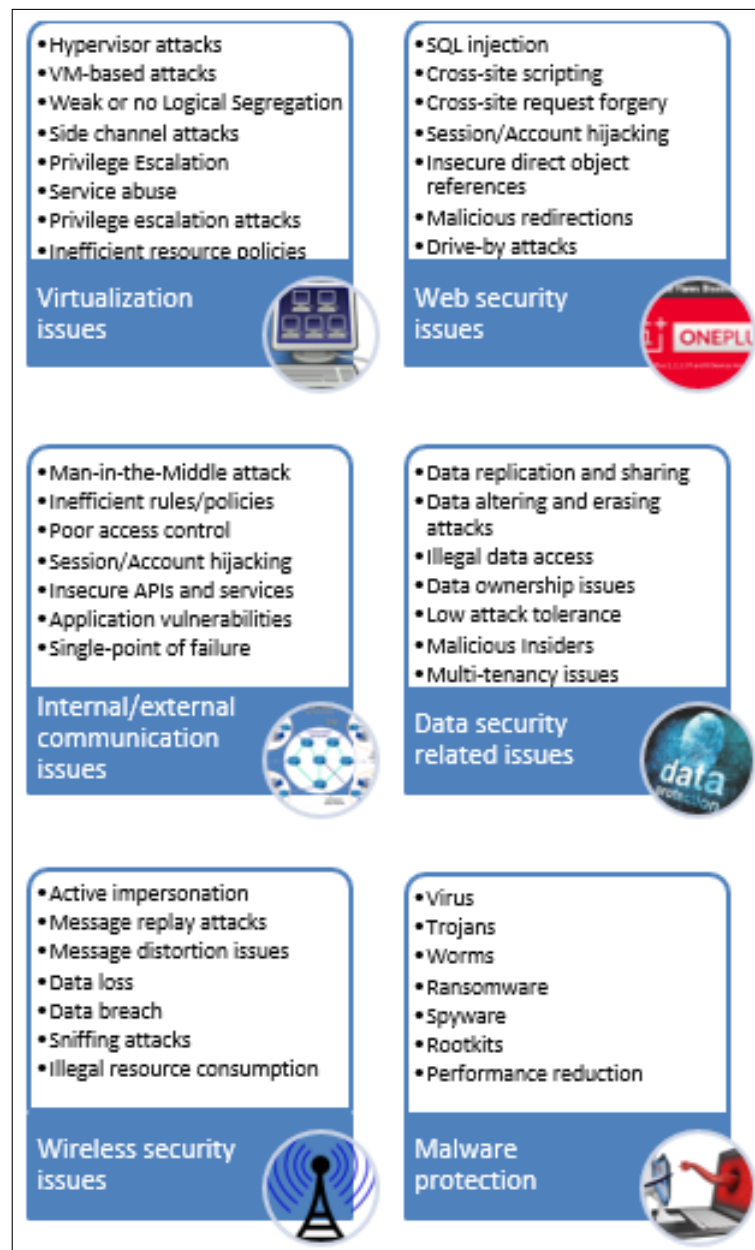 •Hypervisor attacks
•VM-based attacks
•Weak or no Logical Segregation
•Side channel attacks
•Privilege Escalation
•Service abuse
•Privilege escalation attacks
•Inefficient resource policies
Virtualization
issues
•SQL injection
•Cross-site scripting
•Cross-site request forgery
•Session/Account hijacking
•Insecure direct object
references
•Malicious redirections
•Drive-by attacks
Web security
issues
ONEPLU
•Man-in-the-Middle attack
•Inefficient rules/policies
•Poor access control
•Session/Account hijacking
•Insecure APIs and services
•Application vulnerabilities
•Single-point of failure
Internal/external
communication
issues
•Data replication and sharing
•Data altering and erasing
attacks
•Illegal data access
•Data ownership issues
•Low attack tolerance
•Malicious Insiders
•Multi-tenancy issues
Data security
related issues
data
protection
•Active impersonation
•Message replay attacks
•Message distortion issues
•Data loss
•Data breach
•Sniffing attacks
•Illegal resource consumption
Wireless security
issues
•Virus
•Trojans
•Worms
•Ransomware
•Spyware
•Rootkits
•Performance reduction
Malware
protection